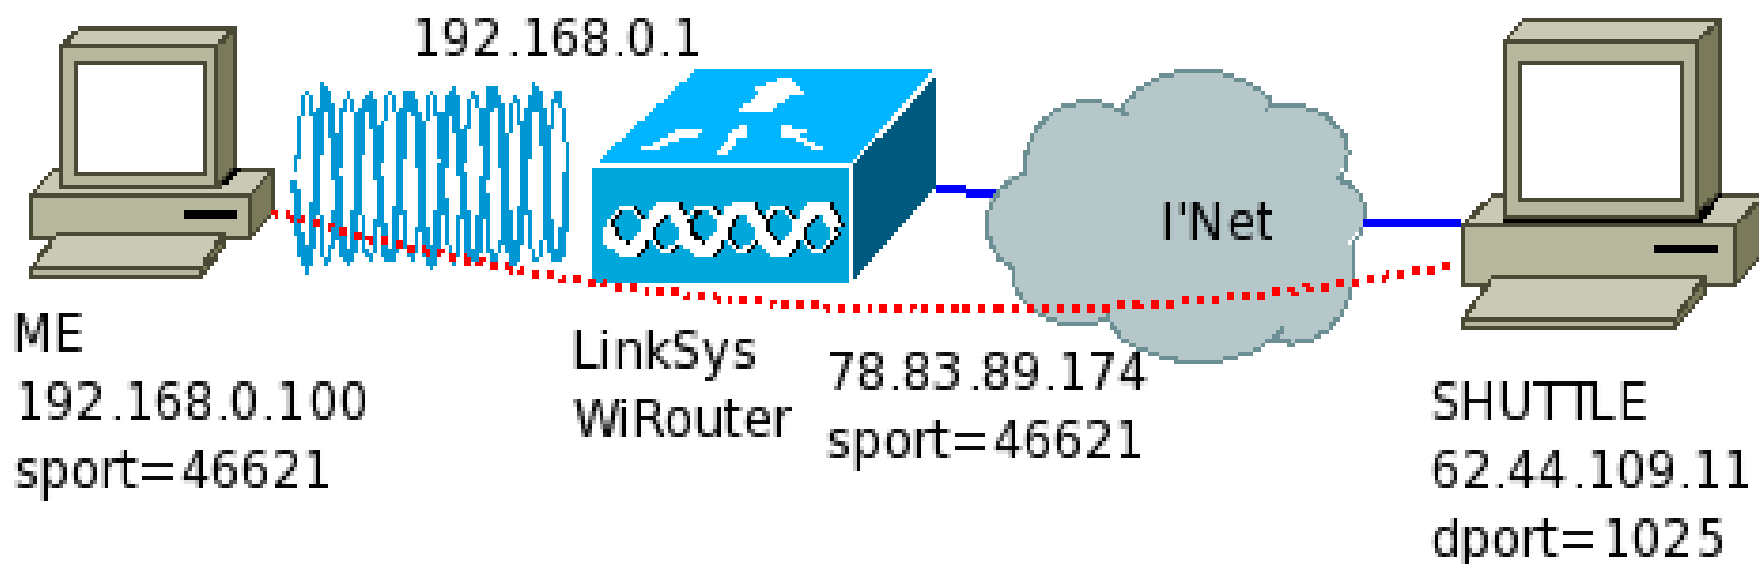 192.168.0.1
I'Net
ME
192.168.0.100
sport=46621
LinkSys
WiRouter
78.83.89.174
sport=46621
SHUTTLE
62.44.109.11
dport=1025